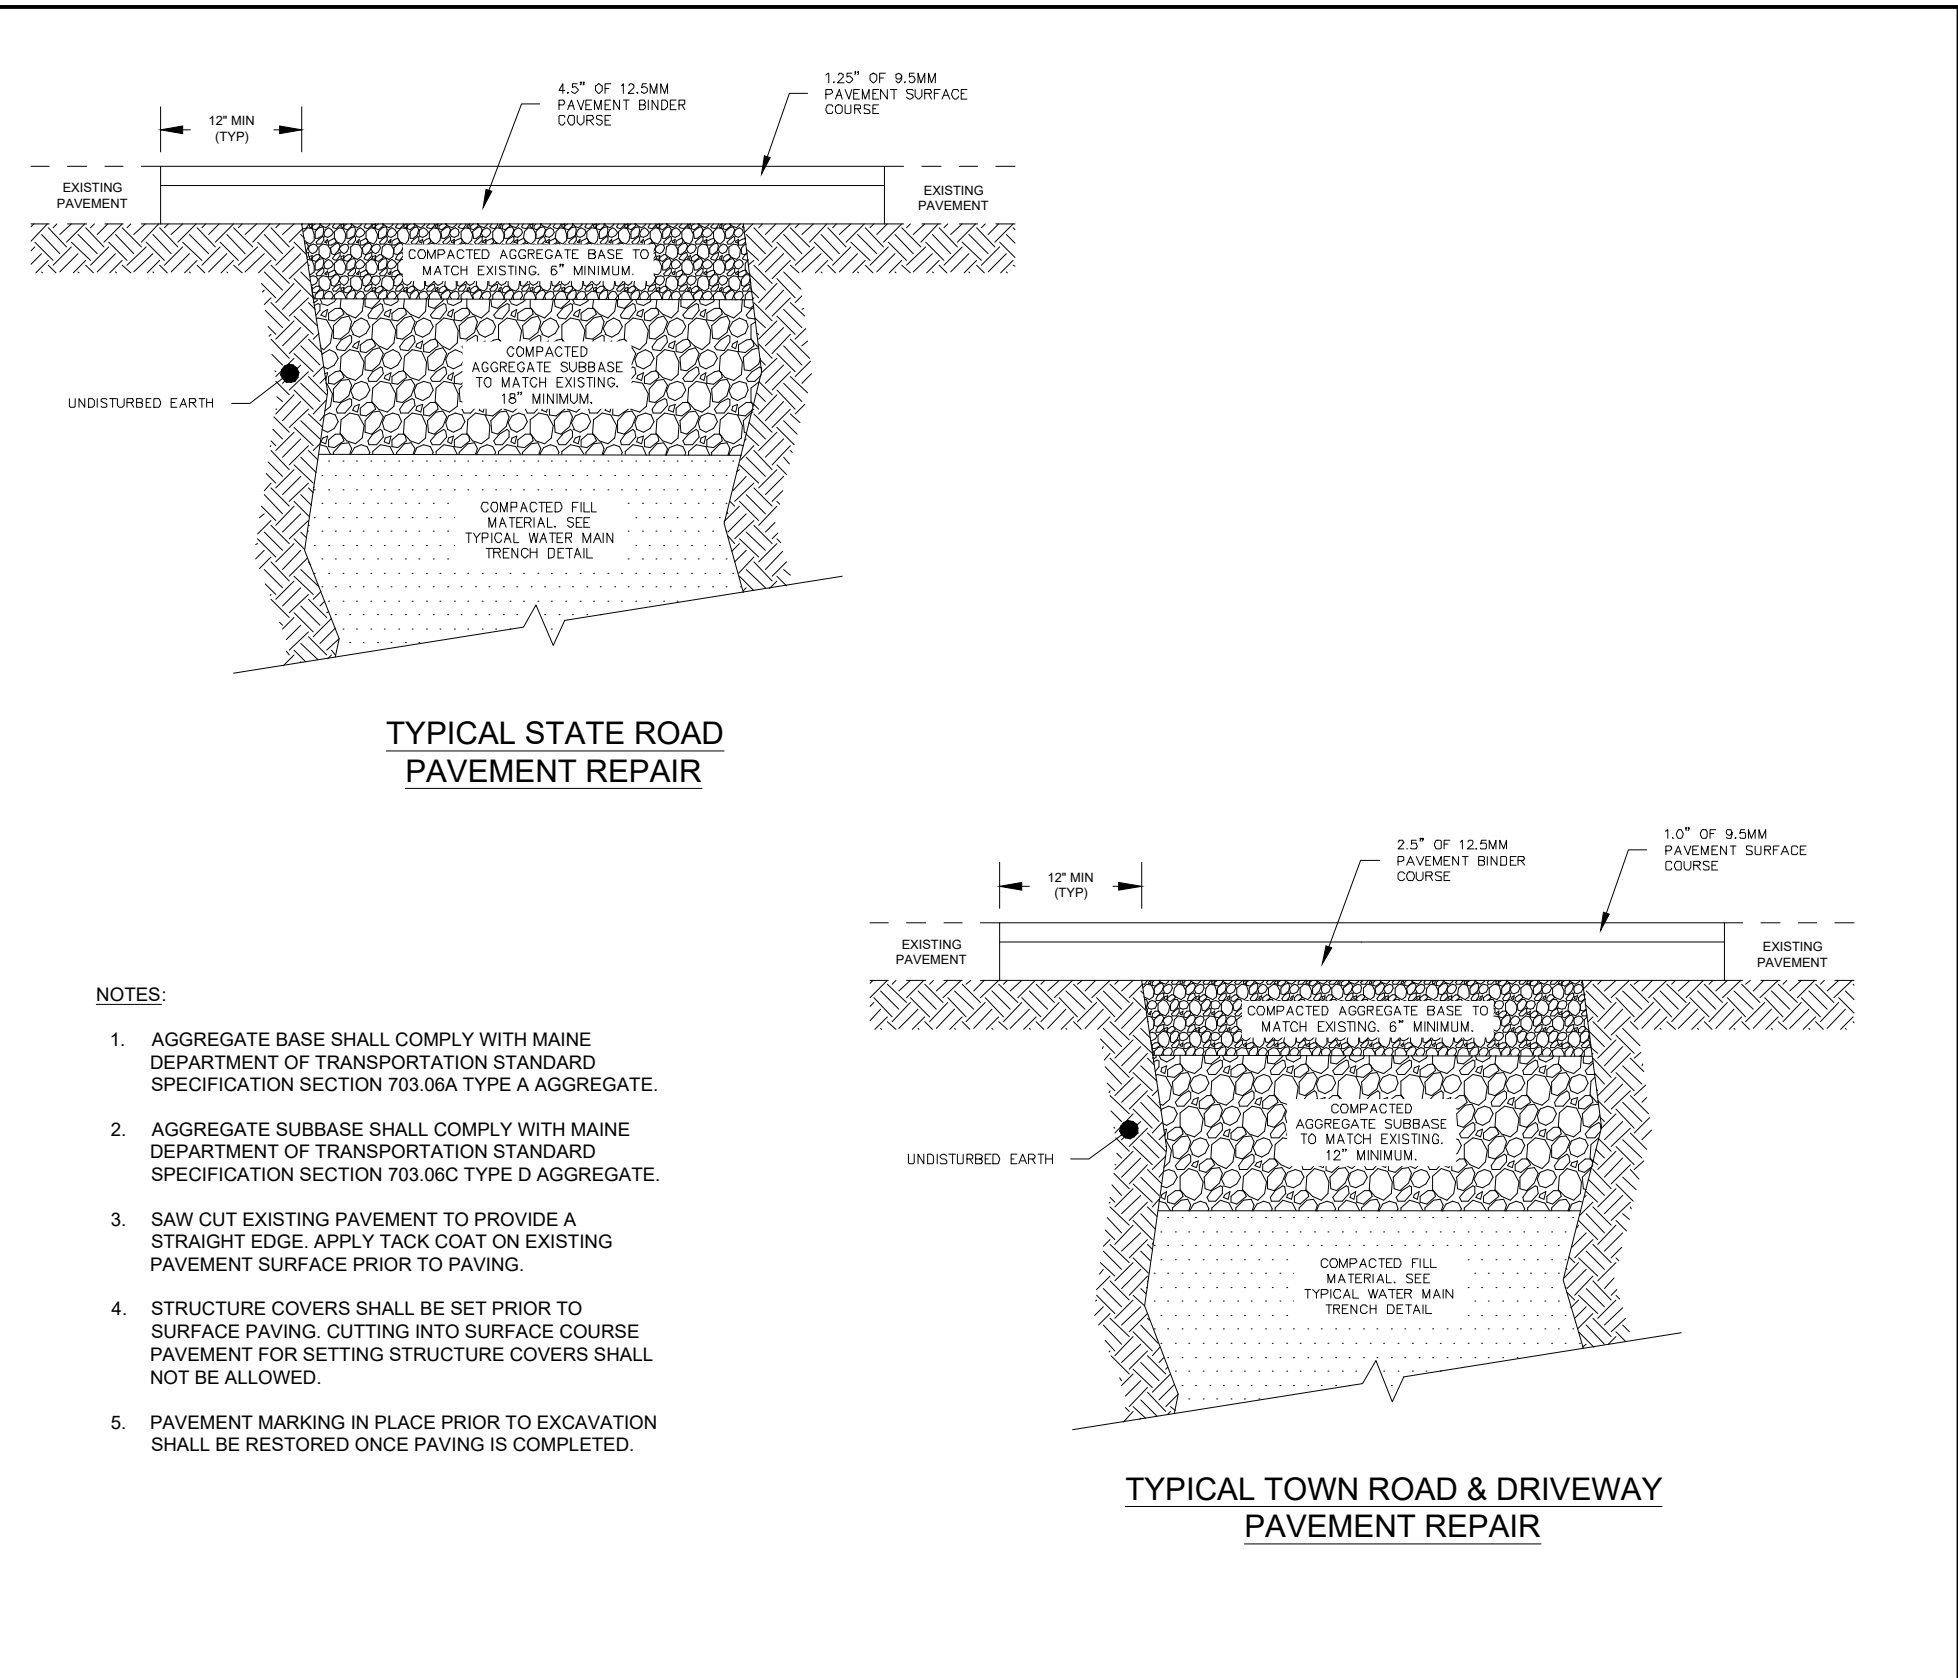 4.5” OF 12.5MM
PAVEMENT BINDER
COURSE
1.25” OF 9.5MM
PAVEMENT SURFACE
COURSE
12" MIN
(TYP)
EXISTING
PAVEMENT
EXISTING
PAVEMENT
COMPACTED AGGREGATE BASE TO
MATCH EXISTING. 6” MINIMUM.
COMPACTED
AGGREGATE SUBBASE
TO MATCH EXISTING.
18” MINIMUM.
UNDISTURBED EARTH
COMPACTED FILL
MATERIAL. SEE
TYPICAL WATER MAIN
TRENCH DETAIL
TYPICAL STATE ROAD
PAVEMENT REPAIR
2.5” OF 12.5MM
PAVEMENT BINDER
COURSE
1.0” OF 9.5MM
PAVEMENT SURFACE
COURSE
12" MIN
(TYP)
EXISTING
PAVEMENT
EXISTING
PAVEMENT
COMPACTED AGGREGATE BASE TO
MATCH EXISTING. 6” MINIMUM.
COMPACTED
AGGREGATE SUBBASE
TO MATCH EXISTING.
12” MINIMUM.
UNDISTURBED EARTH
COMPACTED FILL
MATERIAL. SEE
TYPICAL WATER MAIN
TRENCH DETAIL
TYPICAL TOWN ROAD & DRIVEWAY
PAVEMENT REPAIR
NOTES:
1. AGGREGATE BASE SHALL COMPLY WITH MAINE
DEPARTMENT OF TRANSPORTATION STANDARD
SPECIFICATION SECTION 703.06A TYPE A AGGREGATE.
2. AGGREGATE SUBBASE SHALL COMPLY WITH MAINE
DEPARTMENT OF TRANSPORTATION STANDARD
SPECIFICATION SECTION 703.06C TYPE D AGGREGATE.
3. SAW CUT EXISTING PAVEMENT TO PROVIDE A
STRAIGHT EDGE. APPLY TACK COAT ON EXISTING
PAVEMENT SURFACE PRIOR TO PAVING.
4. STRUCTURE COVERS SHALL BE SET PRIOR TO
SURFACE PAVING. CUTTING INTO SURFACE COURSE
PAVEMENT FOR SETTING STRUCTURE COVERS SHALL
NOT BE ALLOWED.
5. PAVEMENT MARKING IN PLACE PRIOR TO EXCAVATION
SHALL BE RESTORED ONCE PAVING IS COMPLETED.